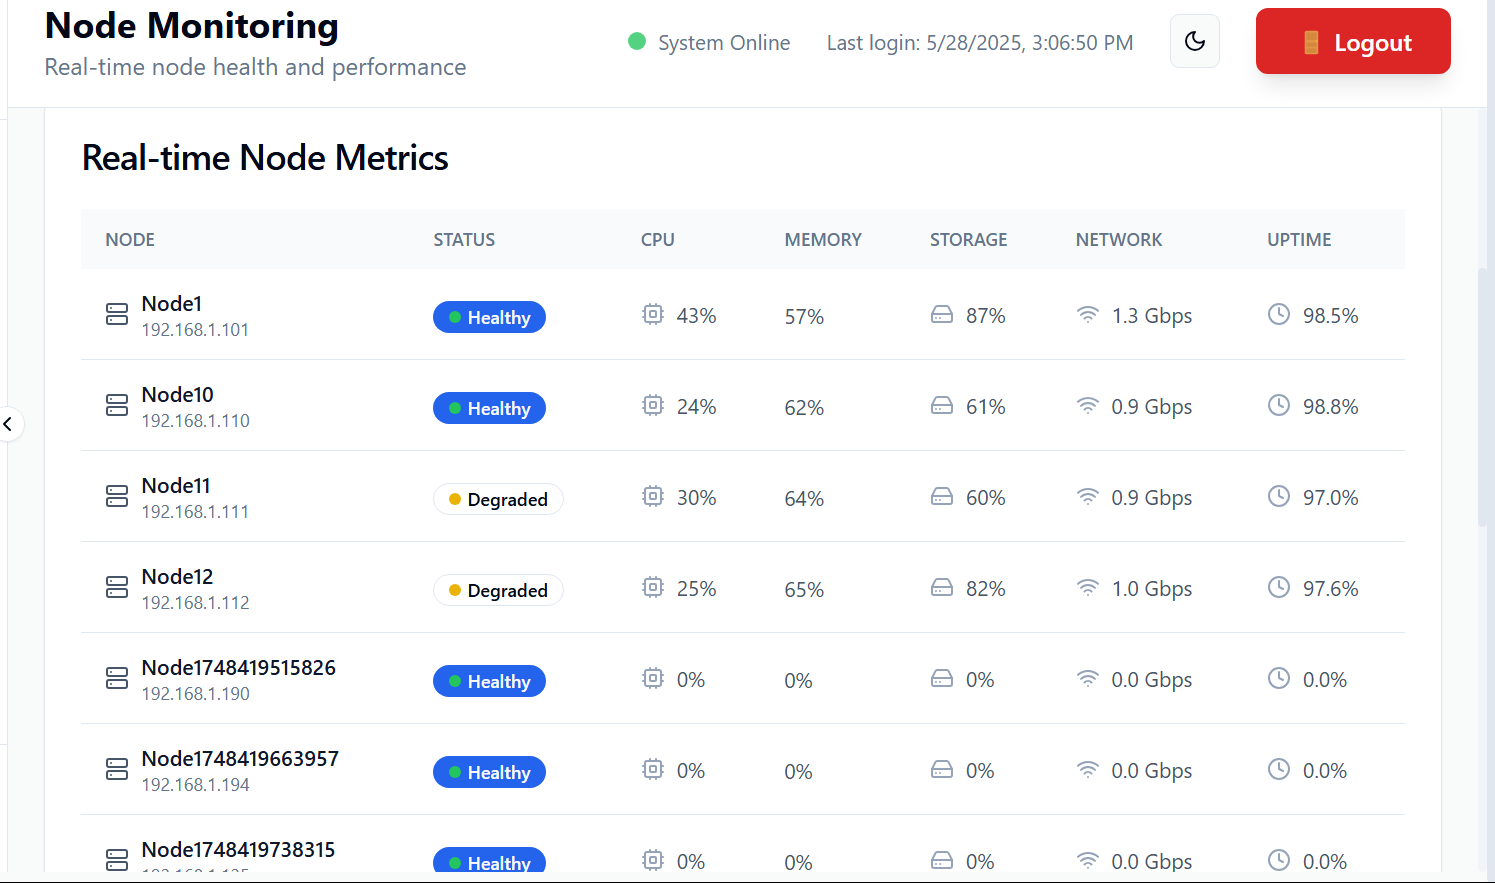 Node Monitoring
Real-time node health and performance
System Online
Last login: 5/28/2025, 3:06:50 PM
Logout
Real-time Node Metrics
NODE STATUS CPU MEMORY STORAGE NETWORK UPTIME
Node1
192.168.1.101
Healthy 43% 57% 87% 1.3 Gbps 98.5%
Node10
192.168.1.110
Healthy 24% 62% 61% 0.9 Gbps 98.8%
Node11
192.168.1.111
Degraded 30% 64% 60% 0.9 Gbps 97.0%
Node12
192.168.1.112
Degraded 25% 65% 82% 1.0 Gbps 97.6%
Node1748419515826
192.168.1.190
Healthy 0% 0% 0% 0.0 Gbps 0.0%
Node1748419663957
192.168.1.194
Healthy 0% 0% 0% 0.0 Gbps 0.0%
Node1748419738315
Healthy 0% 0% 0% 0.0 Gbps 0.0%